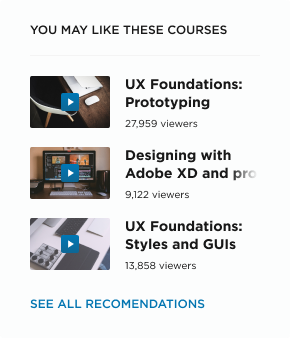 YOU MAY LIKE THESE COURSES
UX Foundations:
Prototyping
27,959 viewers
Designing with
Adobe XD and pro
9,122 viewers
UX Foundations:
Styles and GUIs
13,858 viewers
SEE ALL RECOMENDATIONS